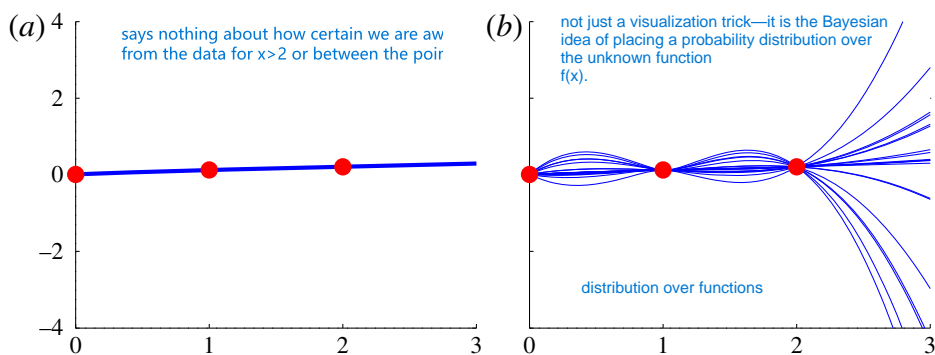 (a)
says nothing about how certain we are aw
from the data for x>2 or between the poir
4
2
0
−2
−4
0 1 2 3
(b)
not just a visualization trick—it is the Bayesian
idea of placing a probability distribution over
the unknown function
f(x).
distribution over functions
0 1 2 3